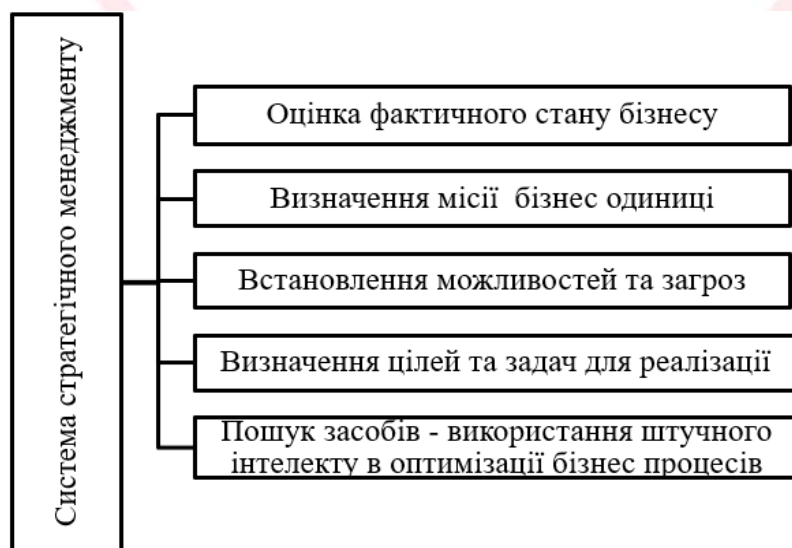 Система стратегічного менеджменту
Оцінка фактичного стану бізнесу
Визначення місії  бізнес одиниці
Встановлення можливостей та загроз
Визначення цілей та задач для реалізації
Пошук засобів - використання штучного
інтелекту в оптимізації бізнес процесів